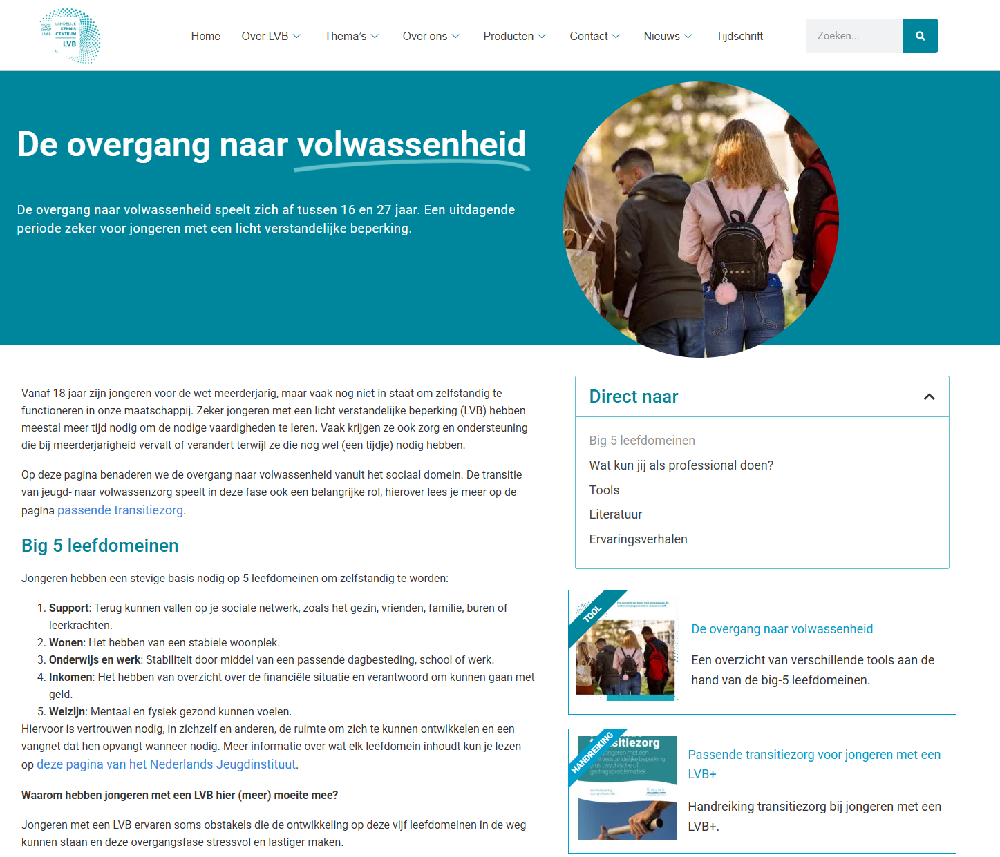 25
JAAR
LANDELIJK
KENNIS
CENTRUM
LVB
Home
Over LVB
Thema's
Over ons
Producten
Contact
Nieuws
Tijdschrift
Zoeken...
De overgang naar volwassenheid
De overgang naar volwassenheid speelt zich af tussen 16 en 27 jaar. Een uitdagende
periode zeker voor jongeren met een licht verstandelijke beperking.
Vanaf 18 jaar zijn jongeren voor de wet meerderjarig, maar vaak nog niet in staat om zelfstandig te
functioneren in onze maatschappij. Zeker jongeren met een licht verstandelijke beperking (LVB) hebben
meestal meer tijd nodig om de nodige vaardigheden te leren. Vaak krijgen ze ook zorg en ondersteuning
die bij meerderjarigheid vervalt of verandert terwijl ze die nog wel (een tijdje) nodig hebben.
Op deze pagina benaderen we de overgang naar volwassenheid vanuit het sociaal domein. De transitie
van jeugd- naar volwassenzorg speelt in deze fase ook een belangrijke rol, hierover lees je meer op de
pagina passende transitiezorg.
Big 5 leefdomeinen
Jongeren hebben een stevige basis nodig op 5 leefdomeinen om zelfstandig te worden:
1. Support: Terug kunnen vallen op je sociale netwerk, zoals het gezin, vrienden, familie, buren of
leerkrachten.
2. Wonen: Het hebben van een stabiele woonplek.
3. Onderwijs en werk: Stabiliteit door middel van een passende dagbesteding, school of werk.
4. Inkomen: Het hebben van overzicht over de financiële situatie en verantwoord om kunnen gaan met
geld.
5. Welzijn: Mentaal en fysiek gezond kunnen voelen.
Hiervoor is vertrouwen nodig, in zichzelf en anderen, de ruimte om zich te kunnen ontwikkelen en een
vangnet dat hen opvangt wanneer nodig. Meer informatie over wat elk leefdomein inhoudt kun je lezen
op deze pagina van het Nederlands Jeugdinstituut.
Waarom hebben jongeren met een LVB hier (meer) moeite mee?
Jongeren met een LVB ervaren soms obstakels die de ontwikkeling op deze vijf leefdomeinen in de weg
kunnen staan en deze overgangsfase stressvol en lastiger maken.
Direct naar
Big 5 leefdomeinen
Wat kun jij als professional doen?
Tools
Literatuur
Ervaringsverhalen
TOOL
De overgang naar volwassenheid
Een overzicht van verschillende tools aan de
hand van de big-5 leefdomeinen.
HANDREIKING
Passende transitiezorg voor jongeren met een
LVB+
Handreiking transitiezorg bij jongeren met een
LVB+.